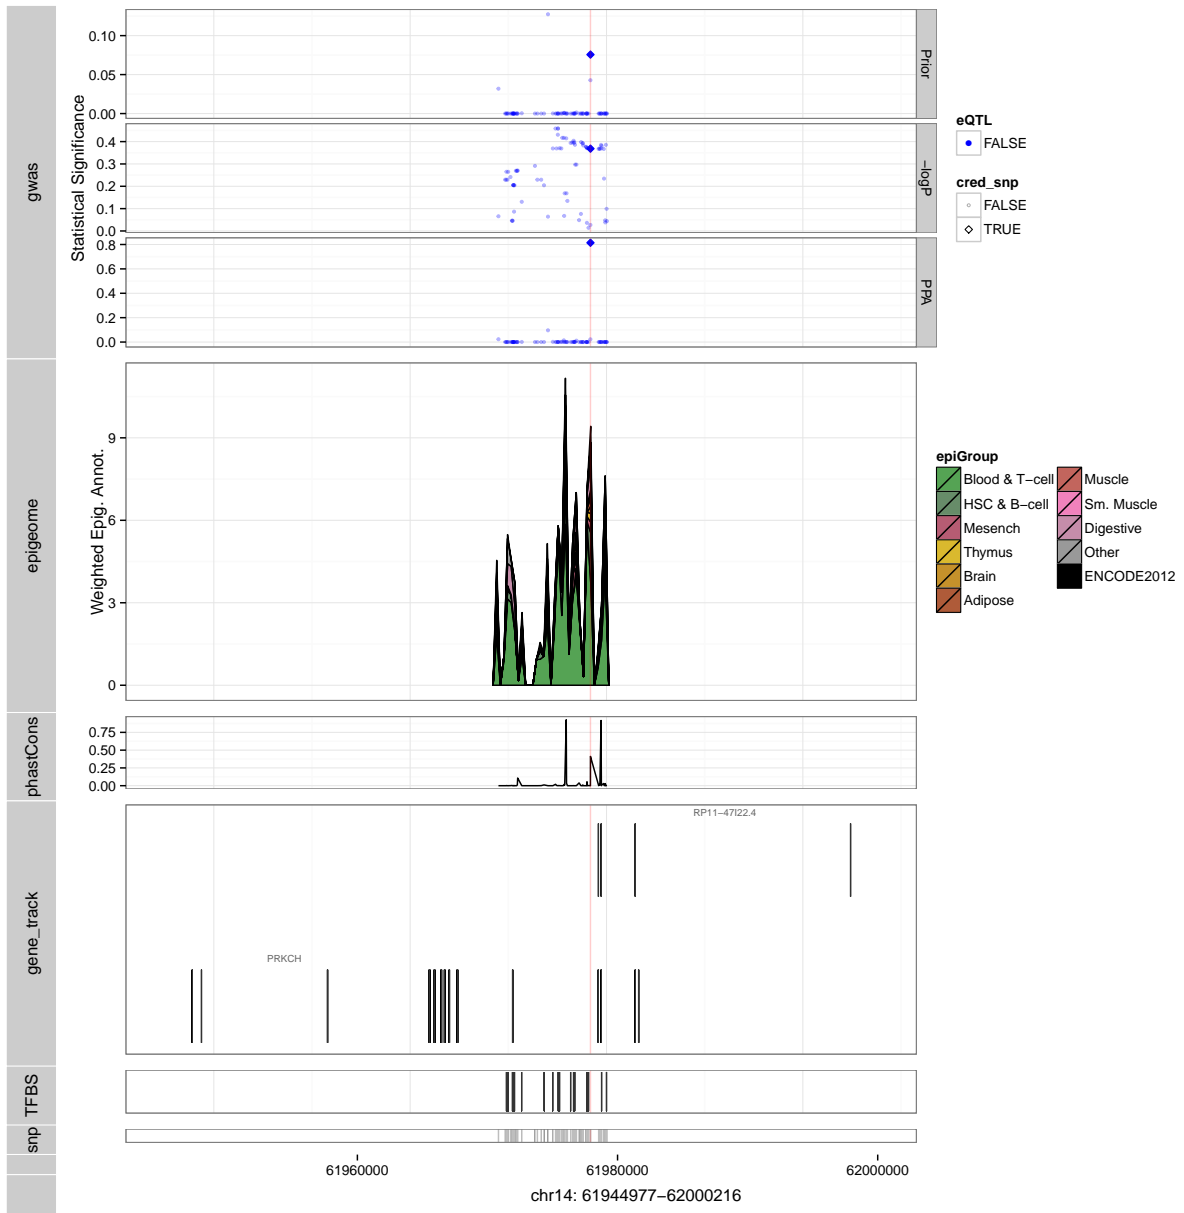 gwas
Statistical Significance
0.10
0.05
0.00
Prior
0.4
0.3
0.2
0.1
0.0
−logP
0.8
0.6
0.4
0.2
0.0
PPA
eQTL
FALSE
cred_snp
FALSE
TRUE
epigeome
Weighted Epig. Annot.
9
6
3
0
epiGroup
Blood & T−cell
HSC & B−cell
Mesench
Thymus
Brain
Adipose
Muscle
Sm. Muscle
Digestive
Other
ENCODE2012
phastCons
0.75
0.50
0.25
0.00
gene_track
RP11−47I22.4
PRKCH
TFBS
snp
61960000 61980000 62000000
chr14: 61944977−62000216